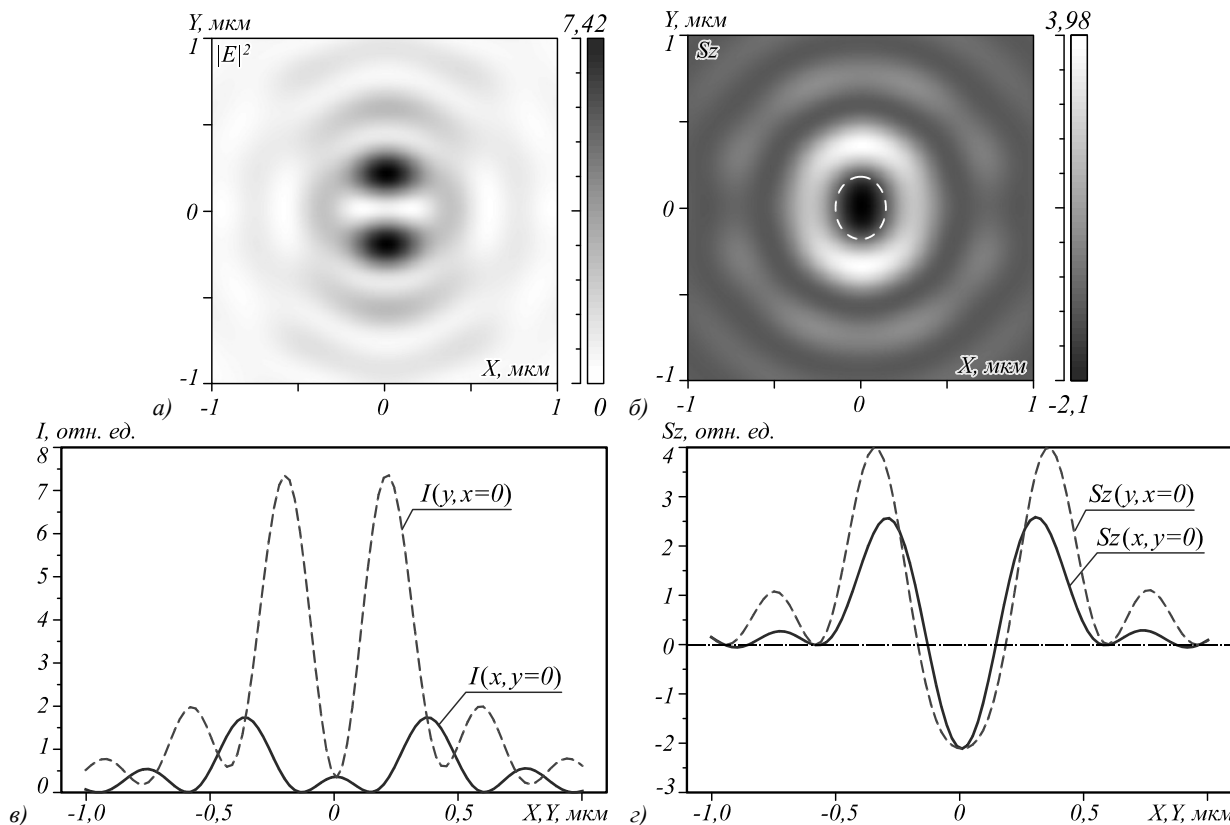 Y, мкм
7,42
1
|E|²
0
-1
X, мкм
0
а)
-1
0
1
Y, мкм
3,98
1
Sz
0
-1
X, мкм
-2,1
б)
-1
0
1
I, отн. ед.
8
7
6
5
4
3
2
1
0
I(y,x=0)
I(x,y=0)
в)
-1,0
-0,5
0
0,5
X,Y, мкм
Sz, отн. ед.
4
3
2
1
0
-1
-2
-3
Sz(y,x=0)
Sz(x,y=0)
г)
-1,0
-0,5
0
0,5
X,Y, мкм